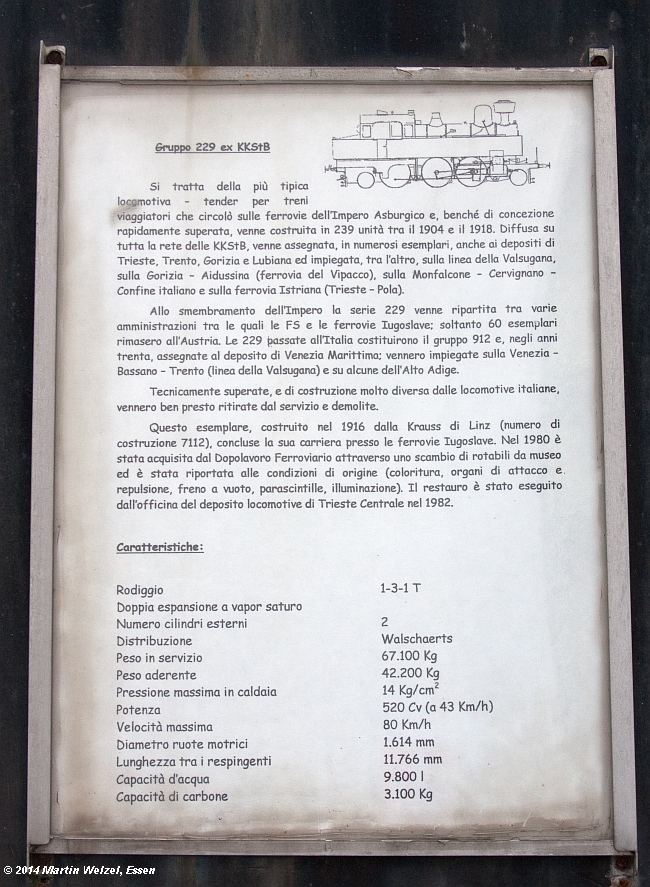 Gruppo 229 ex KKStB
Si tratta della più tipica
locomotiva - tender per treni
viaggiatori che circolò sulle ferrovie dell'Impero Asburgico e, benché di concezione
rapidamente superata, venne costruita in 239 unità tra il 1904 e il 1918. Diffusa su
tutta la rete delle KKStB, venne assegnata, in numerosi esemplari, anche ai depositi di
Trieste, Trento, Gorizia e Lubiana ed impiegata, tra l'altro, sulla linea della Valsugana,
sulla Gorizia - Aidussina (ferrovia del Vipacco), sulla Monfalcone - Cervignano -
Confine italiano e sulla ferrovia Istriana (Trieste - Pola).
Allo smembramento dell'Impero la serie 229 venne ripartita tra varie
amministrazioni tra le quali le FS e le ferrovie Iugoslave; soltanto 60 esemplari
rimasero all'Austria. Le 229 passate all'Italia costituirono il gruppo 912 e, negli anni
trenta, assegnate al deposito di Venezia Marittima; vennero impiegate sulla Venezia -
Bassano - Trento (linea della Valsugana) e su alcune dell'Alto Adige.
Tecnicamente superate, e di costruzione molto diversa dalle locomotive italiane,
vennero ben presto ritirate dal servizio e demolite.
Questo esemplare, costruito nel 1916 dalla Krauss di Linz (numero di
costruzione 7112), concluse la sua carriera presso le ferrovie Iugoslave. Nel 1980 è
stata acquisita dal Dopolavoro Ferroviario attraverso uno scambio di rotabili da museo
ed è stata riportata alle condizioni di origine (coloritura, organi di attacco e
repulsione, freno a vuoto, parascintille, illuminazione). Il restauro è stato eseguito
dall'officina del deposito locomotive di Trieste Centrale nel 1982.
Caratteristiche:
Rodiggio 1-3-1 T
Doppia espansione a vapor saturo
Numero cilindri esterni 2
Distribuzione Walschaerts
Peso in servizio 67.100 Kg
Peso aderente 42.200 Kg
Pressione massima in caldaia 14 Kg/cm²
Potenza 520 Cv (a 43 Km/h)
Velocità massima 80 Km/h
Diametro ruote motrici 1.614 mm
Lunghezza tra i respingenti 11.766 mm
Capacità d'acqua 9.800 l
Capacità di carbone 3.100 Kg
© 2014 Martin Welzel, Essen